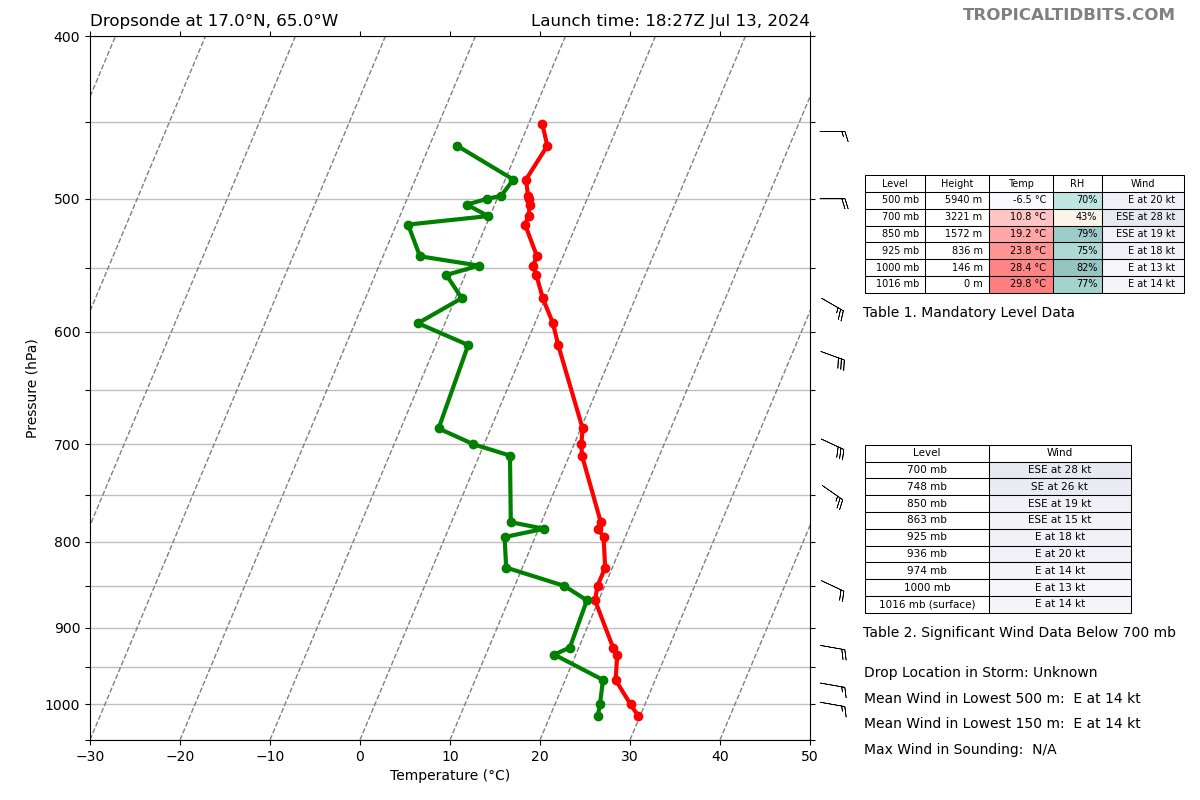 Dropsonde at 17.0°N, 65.0°W
Launch time: 18:27Z Jul 13, 2024
TROPICALTIDBITS.COM
400
500
600
700
800
900
1000
Pressure (hPa)
−30 −20 −10 0 10 20 30 40 50
Temperature (°C)
Level Height Temp RH Wind
500 mb 5940 m -6.5 °C 70% E at 20 kt
700 mb 3221 m 10.8 °C 43% ESE at 28 kt
850 mb 1572 m 19.2 °C 79% ESE at 19 kt
925 mb 836 m 23.8 °C 75% E at 18 kt
1000 mb 146 m 28.4 °C 82% E at 13 kt
1016 mb 0 m 29.8 °C 77% E at 14 kt
Table 1. Mandatory Level Data
Level Wind
700 mb ESE at 28 kt
748 mb SE at 26 kt
850 mb ESE at 19 kt
863 mb ESE at 15 kt
925 mb E at 18 kt
936 mb E at 20 kt
974 mb E at 14 kt
1000 mb E at 13 kt
1016 mb (surface) E at 14 kt
Table 2. Significant Wind Data Below 700 mb
Drop Location in Storm: Unknown
Mean Wind in Lowest 500 m: E at 14 kt
Mean Wind in Lowest 150 m: E at 14 kt
Max Wind in Sounding: N/A